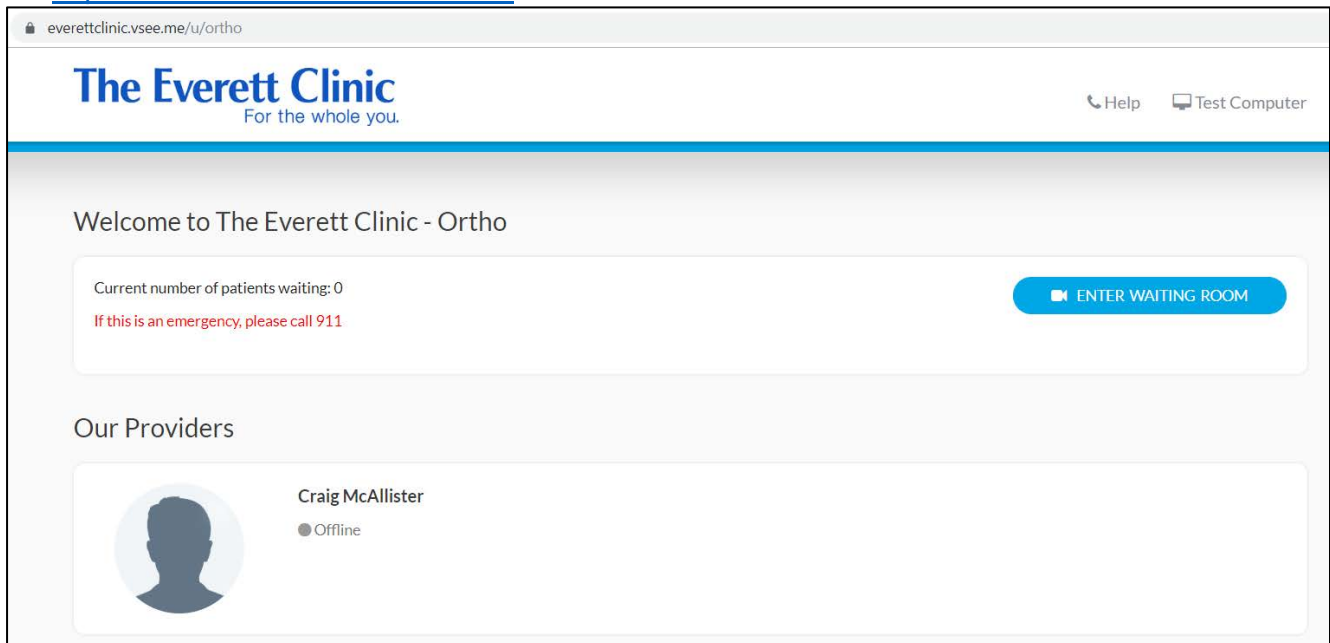 everettclinic.vsee.me/u/ortho
The Everett Clinic
For the whole you.
Help
Test Computer
Welcome to The Everett Clinic - Ortho
Current number of patients waiting: 0
ENTER WAITING ROOM
If this is an emergency, please call 911
Our Providers
Craig McAllister
Offline